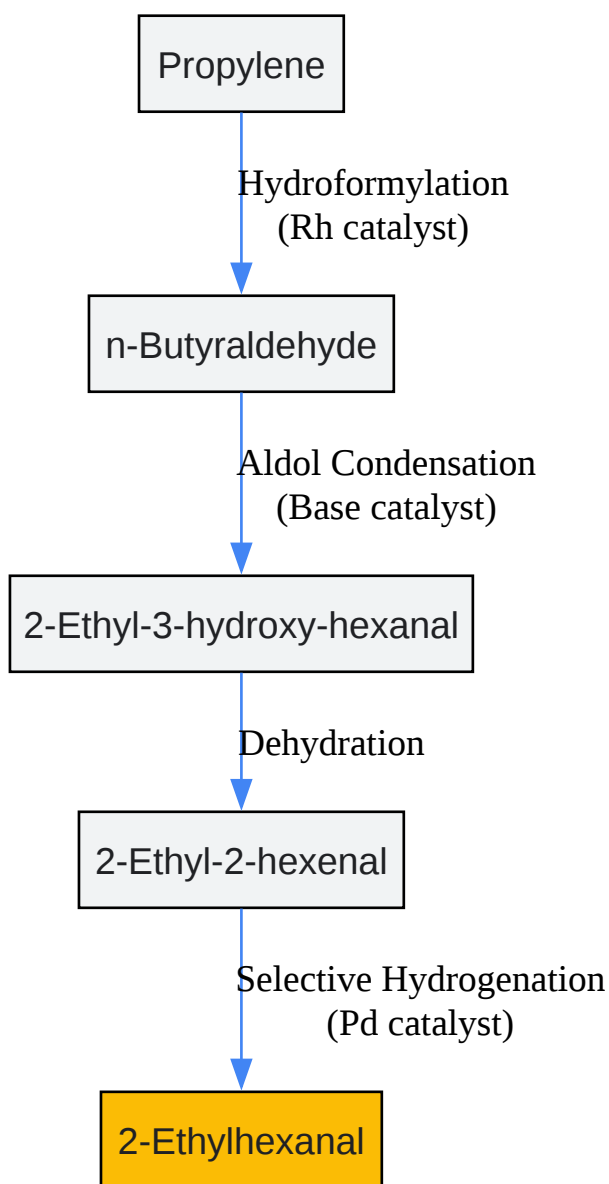 Propylene
Hydroformylation
(Rh catalyst)
n-Butyraldehyde
Aldol Condensation
(Base catalyst)
2-Ethyl-3-hydroxy-hexanal
Dehydration
2-Ethyl-2-hexenal
Selective Hydrogenation
(Pd catalyst)
2-Ethylhexanal